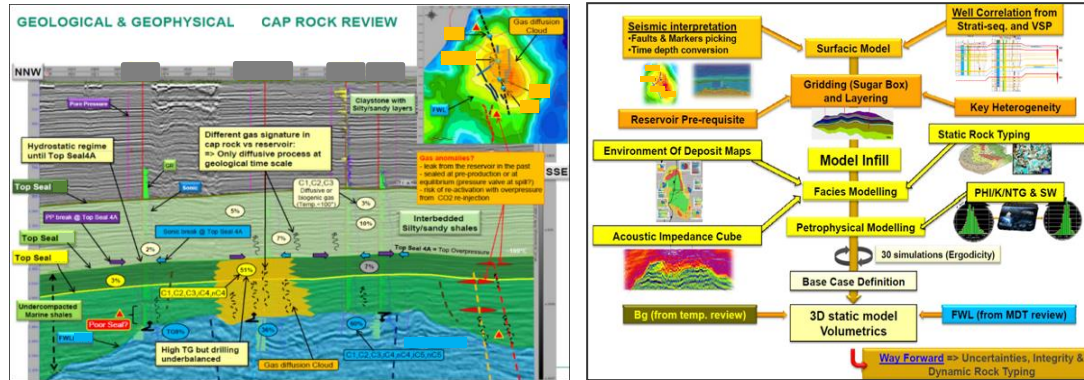 GEOLOGICAL & GEOPHYSICAL CAP ROCK REVIEW
Gas diffusion
Cloud
NNW
Pore Pressure
Claystone with
Silty/sandy layers
FWL
Hydrostatic regime
until Top Seal4A
Different gas signature in
cap rock vs reservoir:
=> Only diffusive process at
geological time scale
GR
Sonic
Gas anomalies?
- leak from the reservoir in the past
- sealed at pre-production or at
equilibrium (pressure valve at spill?)
- risk of re-activation with overpressure
from CO2 re-injection
SSE
C1,C2,C3
Diffusive or
biogenic gas
(Temp.<100°)
Top Seal
5%
3%
10%
PP break @ Top Seal 4A
Sonic break @ Top Seal 4A
Interbedded
Silty/sandy shales
Top Seal
2%
7%
Top Seal 4A = Top Overpressure
Top Seal
3%
51%
7%
C1,C2,C3,iC4,nC4
Undercompacted
Marine shales
Poor Seal?
FWL/
High TG but drilling
underbalanced
Gas diffusion Cloud
C1,C2,C3,iC4,nC4,iC5,nC5
Seismic interpretation
•Faults & Markers picking
•Time depth conversion
Well Correlation from
Strati-seq. and VSP
Surfacic Model
Gridding (Sugar Box)
and Layering
Reservoir Pre-requisite
Key Heterogeneity
Environment Of Deposit Maps
Static Rock Typing
Model Infill
Facies Modelling
PHI/K/NTG & SW
Acoustic Impedance Cube
Petrophysical Modelling
30 simulations (Ergodicity)
Base Case Definition
Bg (from temp. review)
3D static model
Volumetrics
FWL (from MDT review)
Way Forward => Uncertainties, Integrity &
Dynamic Rock Typing